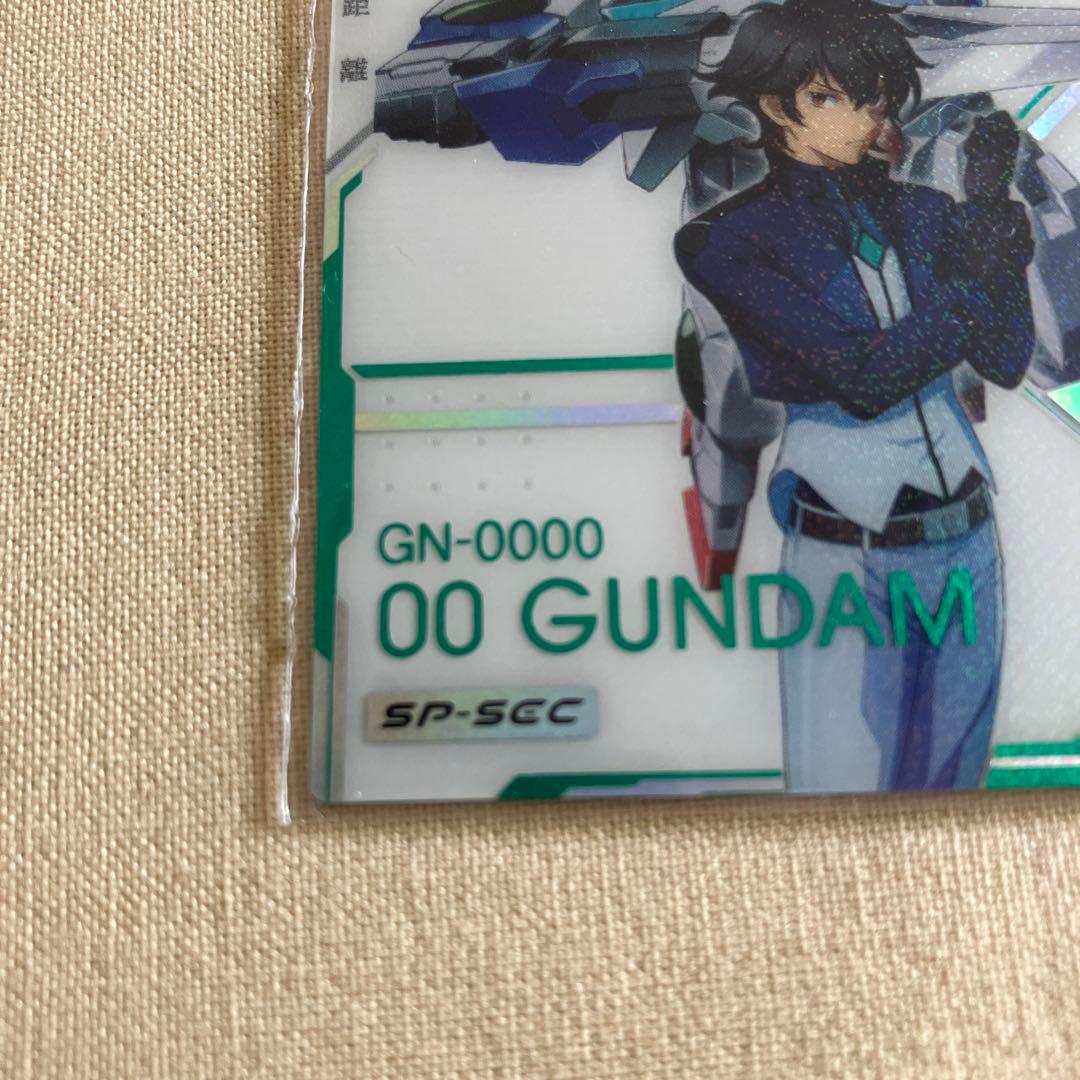 距
離
GN-0000
00 GUNDAM
SP-SEC